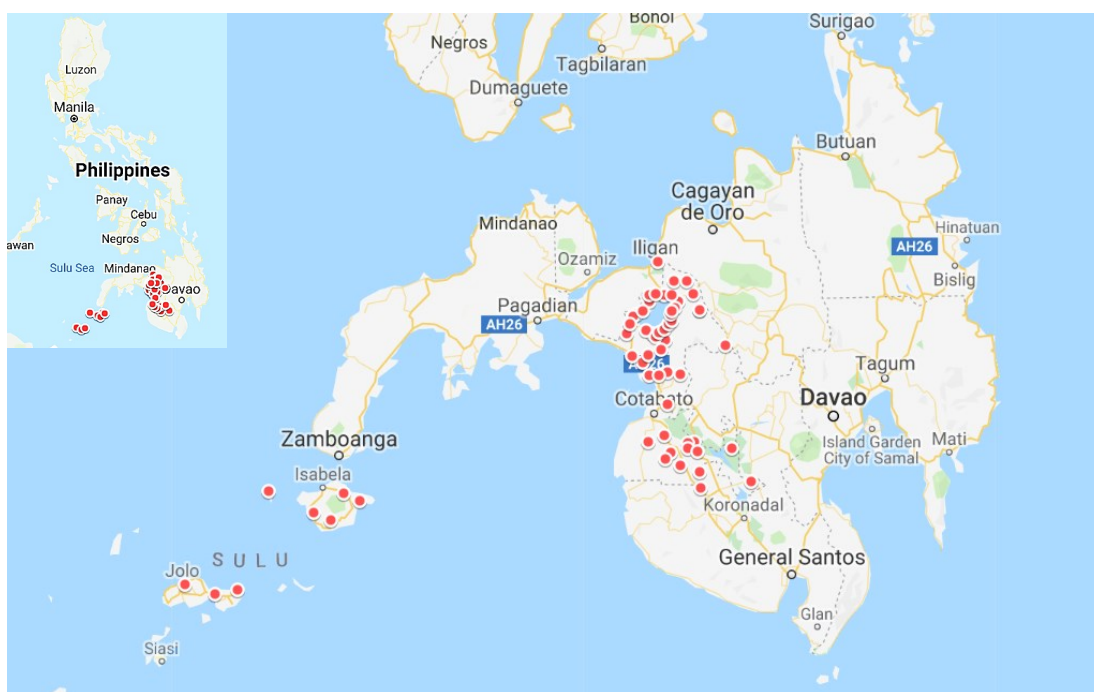 Luzon
Manila
Philippines
Panay
Cebu
Negros
awan
Sulu Sea
Mindanao
avao
Negros
Bohol
Tagbilaran
Dumaguete
Surigao
Butuan
Cagayan
de Oro
Mindanao
Iligan
Ozamiz
AH26
Hinatuan
Bislig
Pagadian
AH26
Tagum
Cotabato
Davao
Island Garden
City of Samal
Mati
Zamboanga
Isabela
Koronadal
SULU
Jolo
General Santos
Glan
Siasi